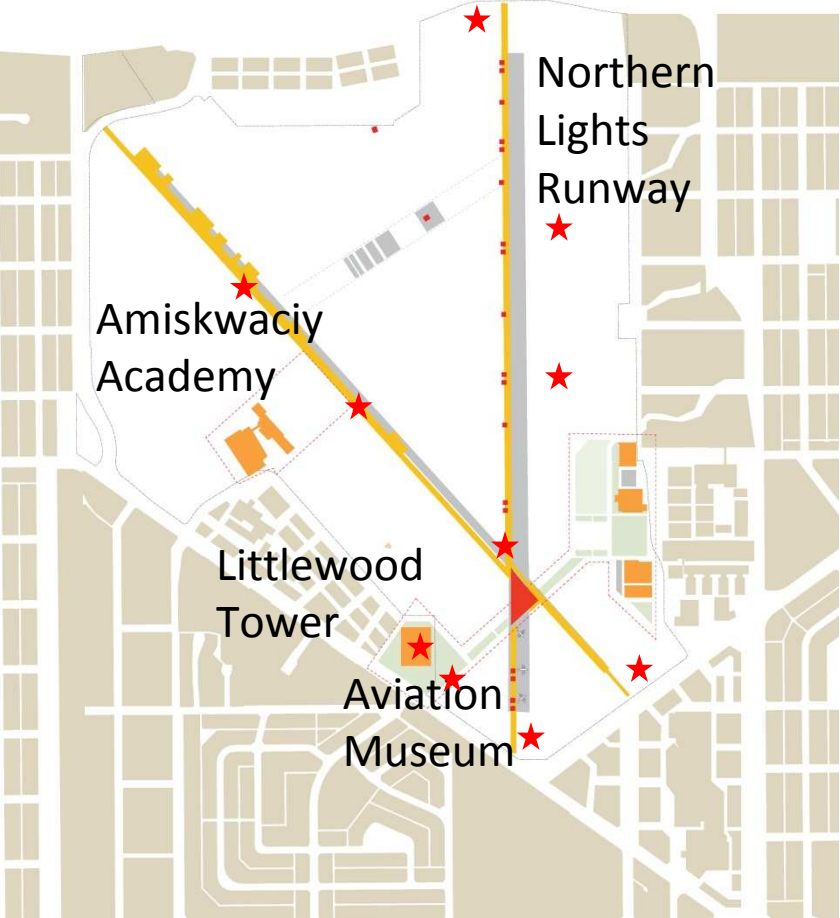 Northern
Lights
Runway
Amiskwaciy
Academy
Littlewood
Tower
Aviation
Museum